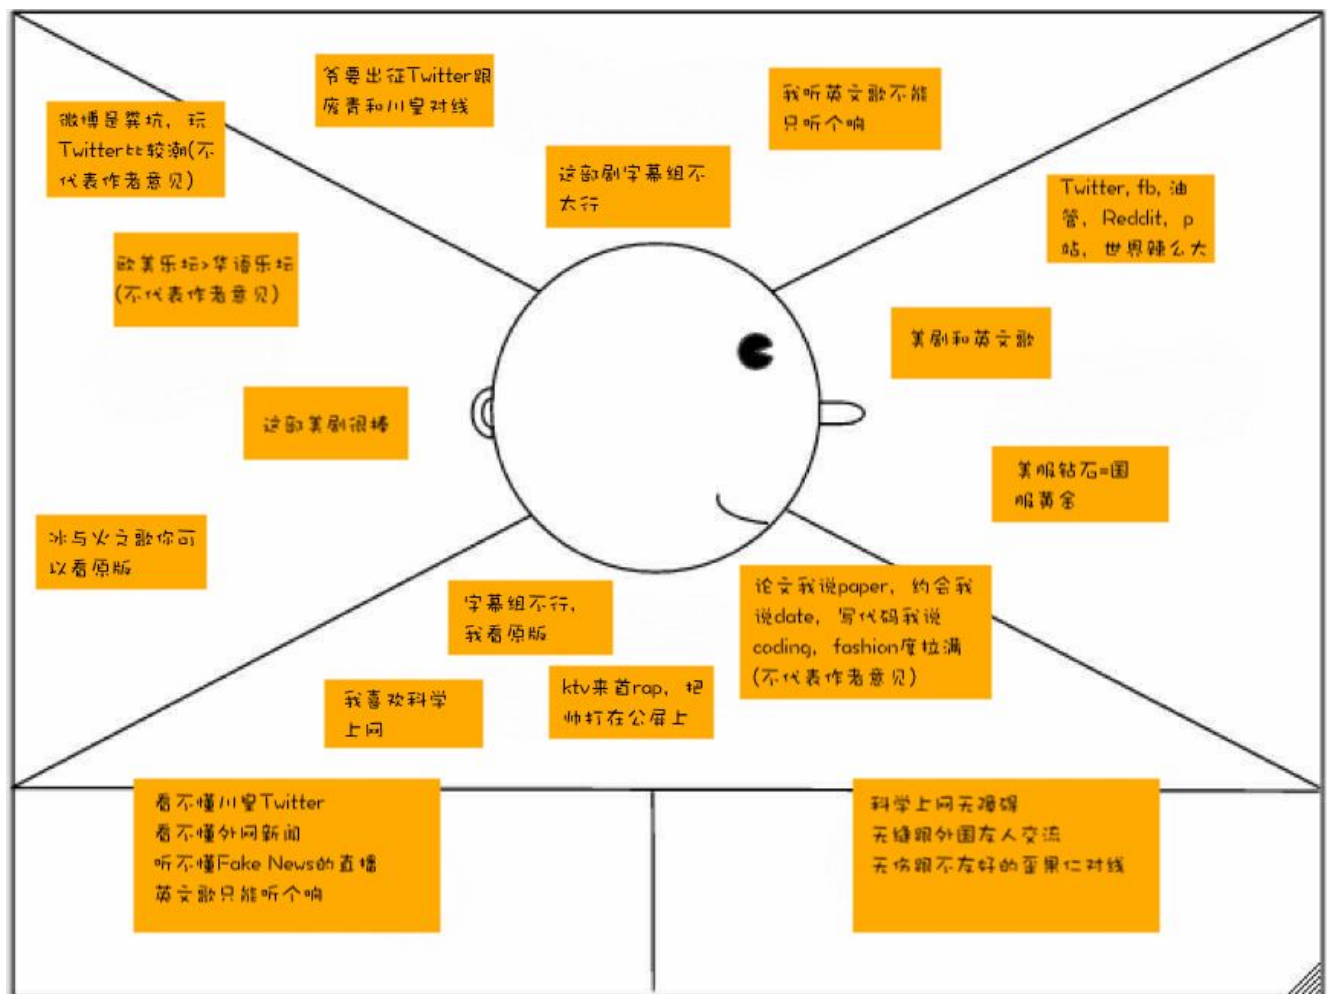 爷要出征Twitter跟
废青和川皇对线
我听英文歌不能
只听个响
微博是粪坑，玩
Twitter比较潮(不
代表作者意见)
这部剧字幕组不
太行
Twitter, fb, 油
管，Reddit，p
站，世界辣么大
欧美乐坛>华语乐坛
(不代表作者意见)
美剧和英文歌
这部美剧很棒
美服钻石=国
服黄金
冰与火之歌你可
以看原版
字幕组不行，
我看原版
论文我说paper，约会我
说date，写代码我说
coding，fashion度拉满
(不代表作者意见)
我喜欢科学
上网
ktv来首rap，把
帅打在公屏上
看不懂川皇Twitter
看不懂外网新闻
听不懂Fake News的直播
英文歌只能听个响
科学上网无障碍
无缝跟外国友人交流
无伤跟不友好的歪果仁对线